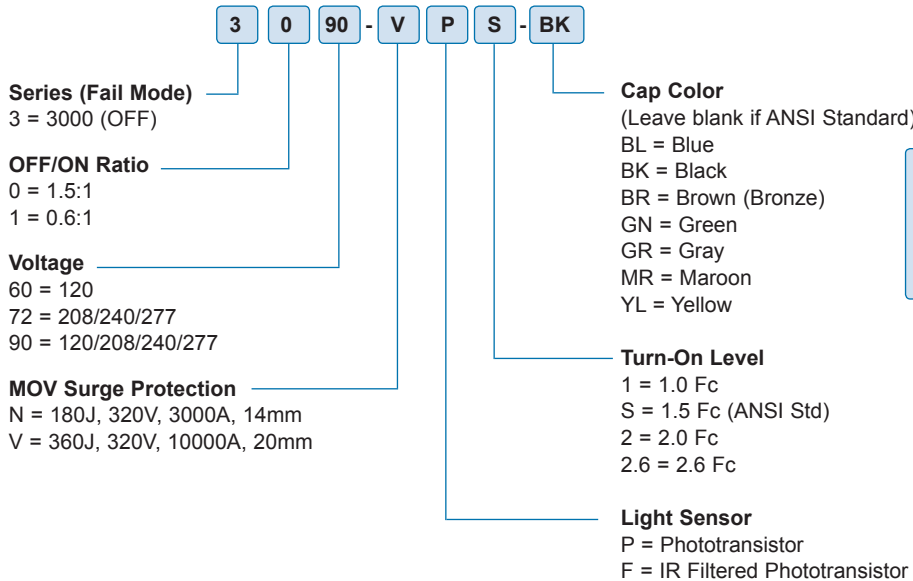 3 0 90 - V P S - BK
Series (Fail Mode)
3 = 3000 (OFF)
OFF/ON Ratio
0 = 1.5:1
1 = 0.6:1
Voltage
60 = 120
72 = 208/240/277
90 = 120/208/240/277
MOV Surge Protection
N = 180J, 320V, 3000A, 14mm
V = 360J, 320V, 10000A, 20mm
Cap Color
(Leave blank if ANSI Standard)
BL = Blue
BK = Black
BR = Brown (Bronze)
GN = Green
GR = Gray
MR = Maroon
YL = Yellow
Turn-On Level
1 = 1.0 Fc
S = 1.5 Fc (ANSI Std)
2 = 2.0 Fc
2.6 = 2.6 Fc
Light Sensor
P = Phototransistor
F = IR Filtered Phototransistor